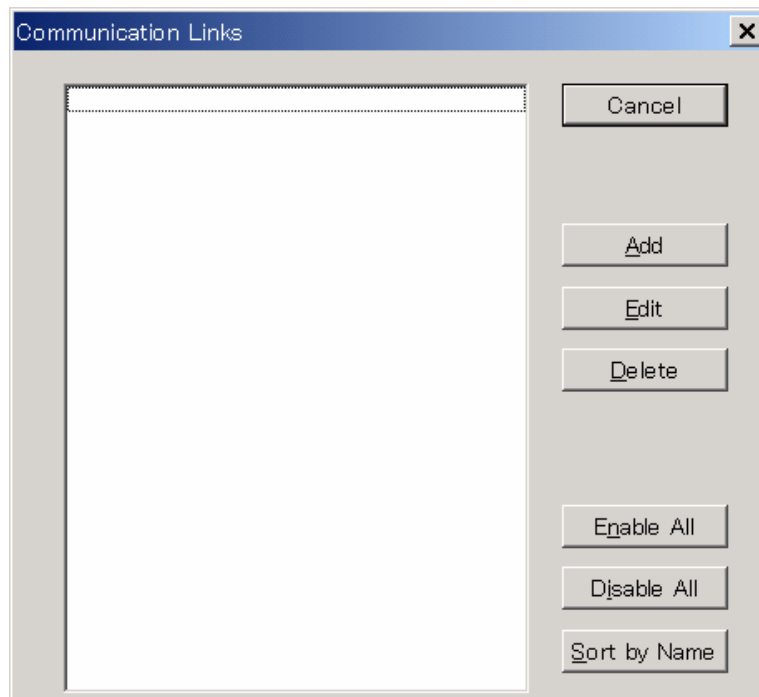 Communication Links
Cancel
Add
Edit
Delete
Enable All
Disable All
Sort by Name